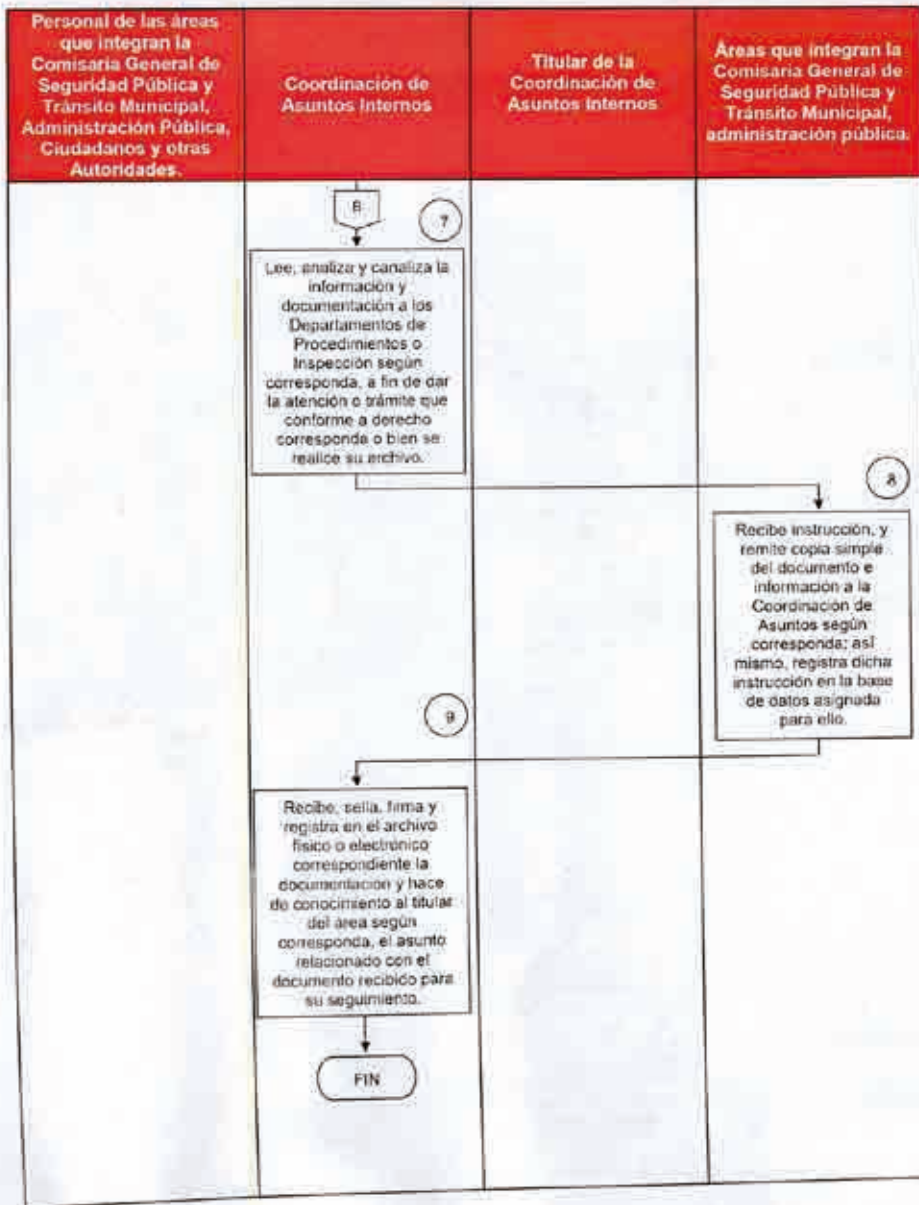 Personal de las áreas
que integran la
Comisaría General de
Seguridad Pública y
Tránsito Municipal,
Administración Pública,
Ciudadanos y otras
Autoridades.
Coordinación de
Asuntos Internos
Titular de la
Coordinación de
Asuntos Internos
Áreas que integran la
Comisaría General de
Seguridad Pública y
Tránsito Municipal,
administración pública.
B
7
Lee, analiza y canaliza la
información y
documentación a los
Departamentos de
Procedimientos o
Inspección según
corresponda, a fin de dar
la atención o trámite que
conforme a derecho
corresponda o bien se
realice su archivo.
8
Recibe instrucción, y
remite copia simple
del documento e
información a la
Coordinación de
Asuntos según
corresponda; así
mismo, registra dicha
instrucción en la base
de datos asignada
para ello.
9
Recibe, sella, firma y
registra en el archivo
físico o electrónico
correspondiente la
documentación y hace
de conocimiento al titular
del área según
corresponda, el asunto
relacionado con el
documento recibido para
su seguimiento.
FIN